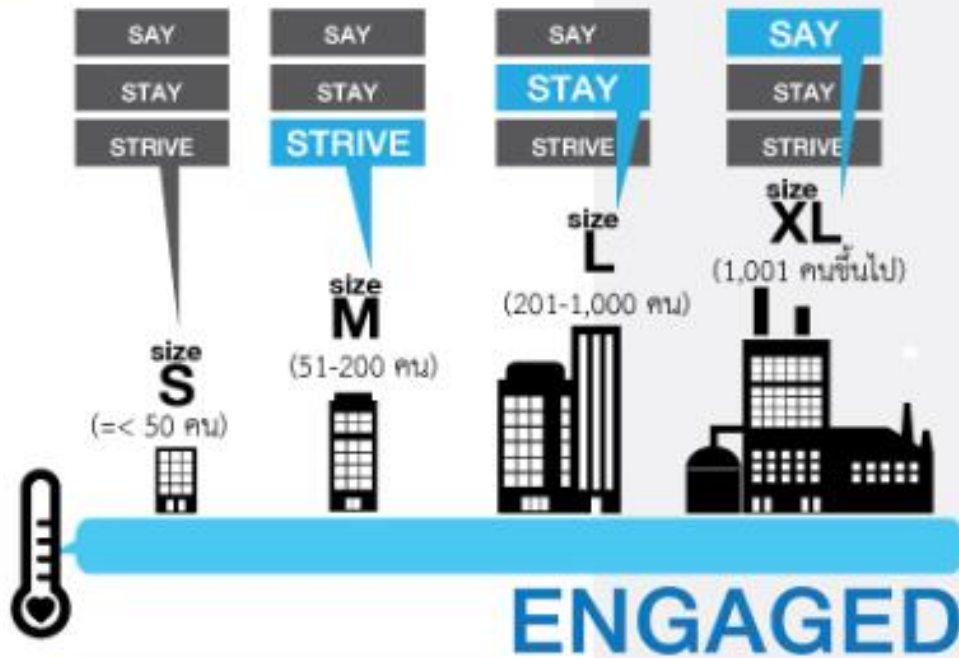 SAY
STAY
STRIVE
size
S
(=< 50 คน)
SAY
STAY
STRIVE
size
M
(51-200 คน)
SAY
STAY
STRIVE
size
L
(201-1,000 คน)
SAY
STAY
STRIVE
size
XL
(1,001 คนขึ้นไป)
ENGAGED